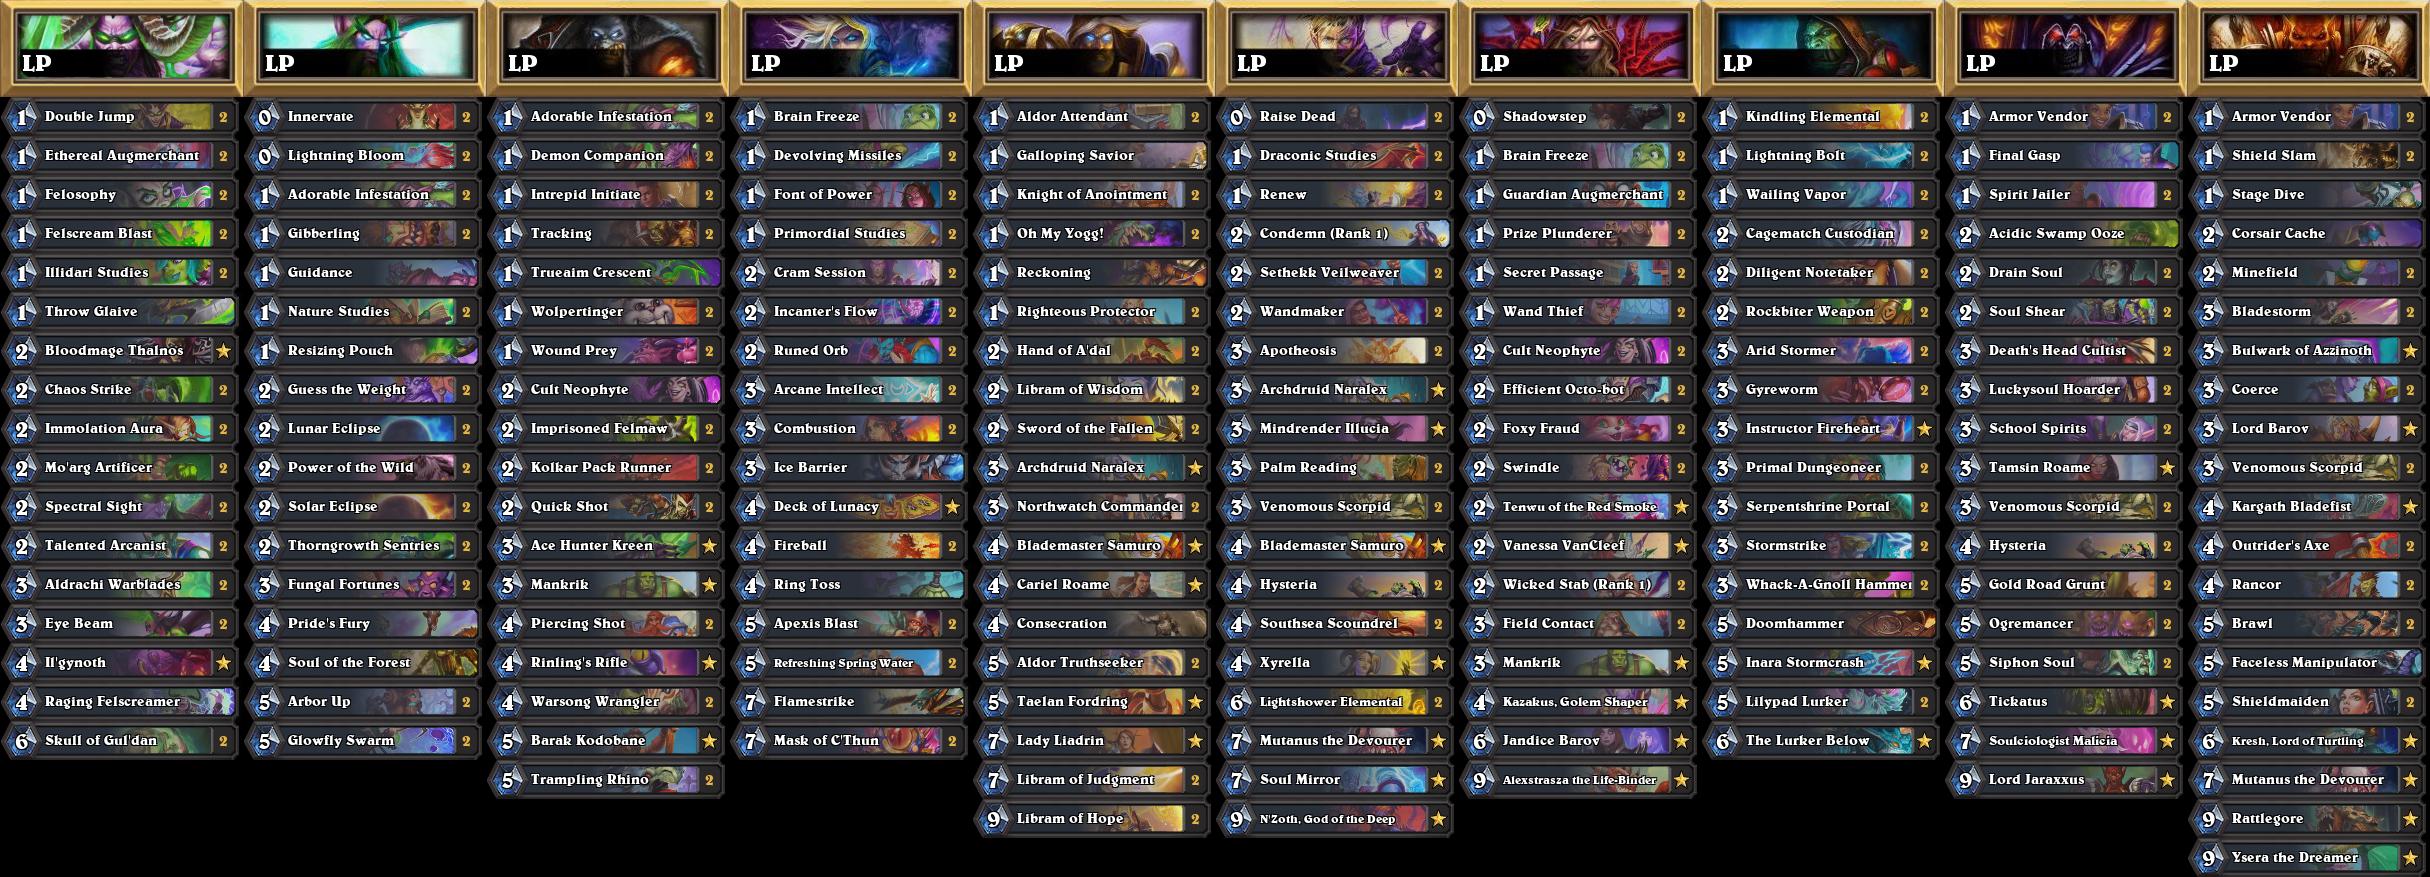 LP
1 Double Jump 2
1 Ethereal Augmerchant 2
1 Felosophy 2
1 Felscream Blast 2
1 Illidari Studies 2
1 Throw Glaive
2 Bloodmage Thalnos
2 Chaos Strike 2
2 Immolation Aura 2
2 Mo'arg Artificer 2
2 Spectral Sight 2
2 Talented Arcanist 2
3 Aldrachi Warblades 2
3 Eye Beam 2
4 Il'gynoth
4 Raging Felscreamer
6 Skull of Gul'dan 2
LP
0 Innervate 2
0 Lightning Bloom 2
1 Adorable Infestation 2
1 Gibberling 2
1 Guidance
1 Nature Studies 2
1 Resizing Pouch
2 Guess the Weight 2
2 Lunar Eclipse 2
2 Power of the Wild 2
2 Solar Eclipse 2
2 Thorngrowth Sentries 2
3 Fungal Fortunes 2
4 Pride's Fury
4 Soul of the Forest
5 Arbor Up 2
5 Glowfly Swarm 2
LP
1 Adorable Infestation 2
1 Demon Companion 2
1 Intrepid Initiate 2
1 Tracking 2
1 Trueaim Crescent
1 Wolpertinger 2
1 Wound Prey 2
2 Cult Neophyte
2 Imprisoned Felmaw 2
2 Kolkar Pack Runner 2
2 Quick Shot 2
3 Ace Hunter Kreen
3 Mankrik
4 Piercing Shot 2
4 Rinling's Rifle
4 Warsong Wrangler 2
5 Barak Kodobane
5 Trampling Rhino 2
LP
1 Brain Freeze 2
1 Devolving Missiles 2
1 Font of Power 2
1 Primordial Studies 2
2 Cram Session 2
2 Incanter's Flow 2
2 Runed Orb 2
3 Arcane Intellect 2
3 Combustion 2
3 Ice Barrier
4 Deck of Lunacy
4 Fireball 2
4 Ring Toss
5 Apexis Blast 2
5 Refreshing Spring Water 2
7 Flamestrike
7 Mask of C'Thun 2
LP
1 Aldor Attendant 2
1 Galloping Savior
1 Knight of Anointment 2
1 Oh My Yogg! 2
1 Reckoning
1 Righteous Protector 2
2 Hand of A'dal 2
2 Libram of Wisdom 2
2 Sword of the Fallen 2
3 Archdruid Naralex
3 Northwatch Commander 2
4 Blademaster Samuro
4 Cariel Roame
4 Consecration
5 Aldor Truthseeker 2
5 Taelan Fordring
7 Lady Liadrin
7 Libram of Judgment 2
9 Libram of Hope 2
LP
0 Raise Dead 2
1 Draconic Studies 2
1 Renew 2
2 Condemn (Rank 1)
2 Sethekk Veilweaver 2
2 Wandmaker 2
3 Apotheosis 2
3 Archdruid Naralex
3 Mindrender Illucia
3 Palm Reading 2
3 Venomous Scorpid 2
4 Blademaster Samuro
4 Hysteria 2
4 Southsea Scoundrel 2
4 Xyrella
6 Lightshower Elemental 2
7 Mutanus the Devourer
7 Soul Mirror
9 N'Zoth, God of the Deep
LP
0 Shadowstep 2
1 Brain Freeze 2
1 Guardian Augmerchant 2
1 Prize Plunderer 2
1 Secret Passage 2
1 Wand Thief 2
2 Cult Neophyte 2
2 Efficient Octo-bot 2
2 Foxy Fraud 2
2 Swindle 2
2 Tenwu of the Red Smoke
2 Vanessa VanCleef
2 Wicked Stab (Rank 1) 2
3 Field Contact 2
3 Mankrik
4 Kazakus, Golem Shaper
6 Jandice Barov
9 Alexstrasza the Life-Binder
LP
1 Kindling Elemental 2
1 Lightning Bolt 2
1 Wailing Vapor 2
2 Cagematch Custodian 2
2 Diligent Notetaker 2
2 Rockbiter Weapon 2
3 Arid Stormer 2
3 Gyreworm 2
3 Instructor Fireheart
3 Primal Dungeoneer 2
3 Serpentshrine Portal 2
3 Stormstrike 2
3 Whack-A-Gnoll Hammer 2
5 Doomhammer
5 Inara Stormcrash
5 Lilypad Lurker 2
6 The Lurker Below
LP
1 Armor Vendor 2
1 Final Gasp
1 Spirit Jailer 2
2 Acidic Swamp Ooze
2 Drain Soul 2
2 Soul Shear 2
3 Death's Head Cultist 2
3 Luckysoul Hoarder 2
3 School Spirits 2
3 Tamsin Roame
3 Venomous Scorpid 2
4 Hysteria 2
5 Gold Road Grunt 2
5 Ogremancer 2
5 Siphon Soul 2
6 Tickatus
7 Soulciologist Malicia
9 Lord Jaraxxus
LP
1 Armor Vendor 2
1 Shield Slam 2
1 Stage Dive
2 Corsair Cache
2 Minefield 2
3 Bladestorm 2
3 Bulwark of Azzinoth
3 Coerce 2
3 Lord Barov
3 Venomous Scorpid 2
4 Kargath Bladefist
4 Outrider's Axe 2
4 Rancor 2
5 Brawl 2
5 Faceless Manipulator
5 Shieldmaiden 2
6 Kresh, Lord of Turtling
7 Mutanus the Devourer
9 Rattlegore
9 Ysera the Dreamer